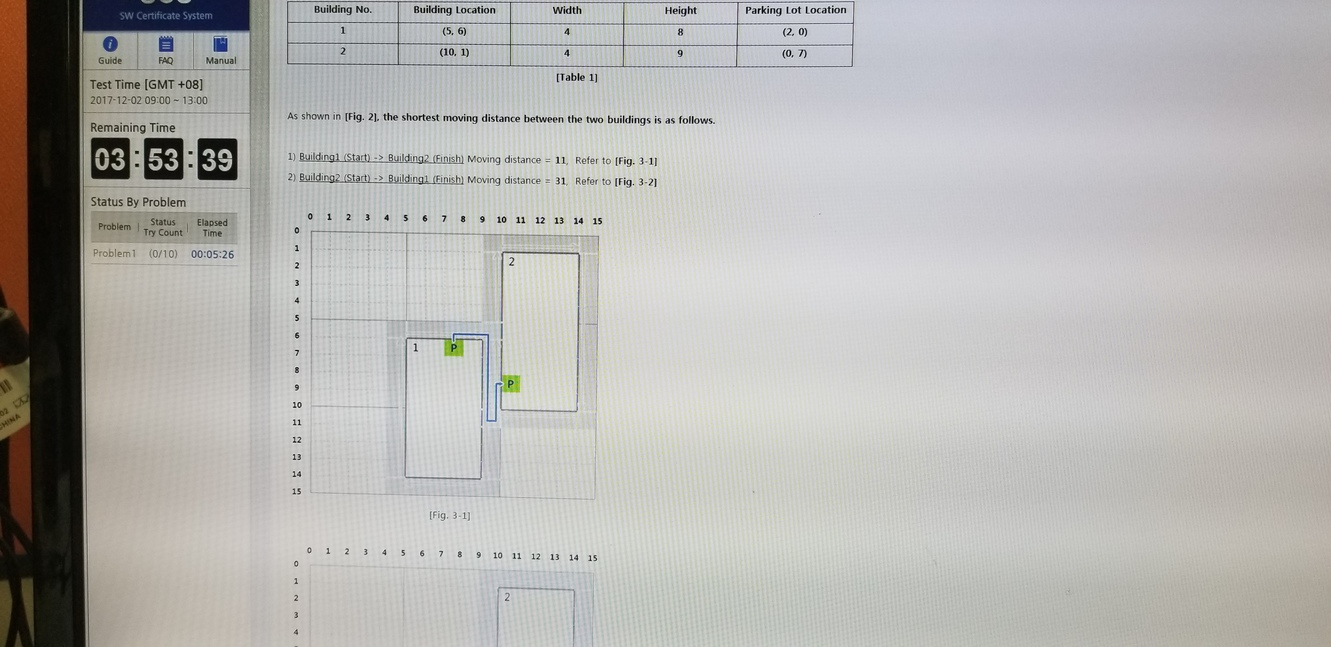 SW Certificate System
Guide FAQ Manual
Test Time [GMT +08]
2017-12-02 09:00 ~ 13:00
Remaining Time
03:53:39
Status By Problem
Problem Status Try Count Elapsed Time
Problem1 (0/10) 00:05:26
Building No. Building Location Width Height Parking Lot Location
1 (5, 6) 4 8 (2, 0)
2 (10, 1) 4 9 (0, 7)
[Table 1]
As shown in [Fig. 2], the shortest moving distance between the two buildings is as follows.
1) Building1 (Start) -> Building2 (Finish) Moving distance = 11, Refer to [Fig. 3-1]
2) Building2 (Start) -> Building1 (Finish) Moving distance = 31, Refer to [Fig. 3-2]
0 1 2 3 4 5 6 7 8 9 10 11 12 13 14 15
0
1
2
2
3
4
5
6
1 P
7
8
P
9
10
11
12
13
14
15
[Fig. 3-1]
0 1 2 3 4 5 6 7 8 9 10 11 12 13 14 15
0
1
2
2
3
4